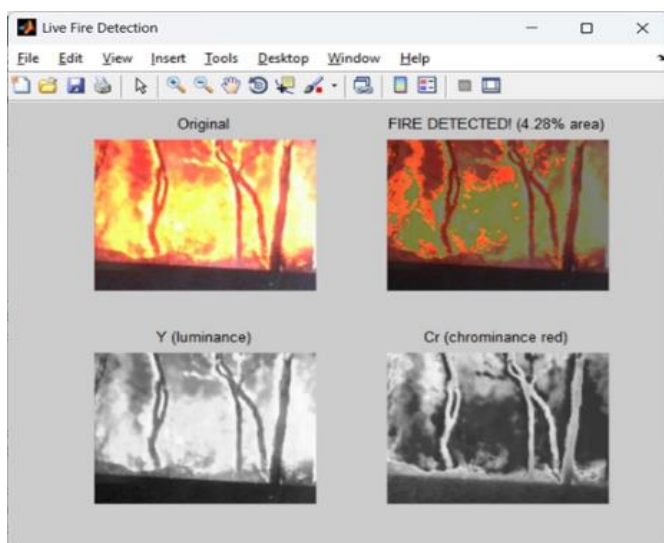 Live Fire Detection
File Edit View Insert Tools Desktop Window Help
Original
FIRE DETECTED! (4.28% area)
Y (luminance)
Cr (chrominance red)